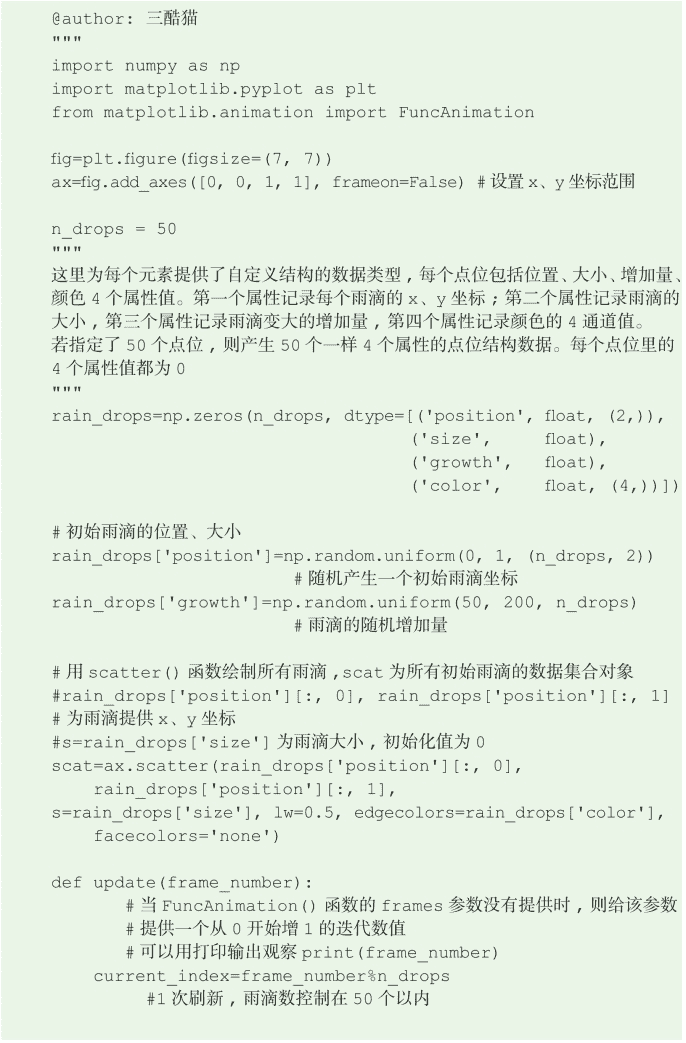 @author: 三酷猫
"""
import numpy as np
import matplotlib.pyplot as plt
from matplotlib.animation import FuncAnimation
fig=plt.figure(figsize=(7, 7))
ax=fig.add_axes([0, 0, 1, 1], frameon=False) #设置 x、y 坐标范围
n_drops = 50
"""
这里为每个元素提供了自定义结构的数据类型，每个点位包括位置、大小、增加量、
颜色 4 个属性值。第一个属性记录每个雨滴的 x、y 坐标；第二个属性记录雨滴的
大小，第三个属性记录雨滴变大的增加量，第四个属性记录颜色的 4 通道值。
若指定了 50 个点位，则产生 50 个一样 4 个属性的点位结构数据。每个点位里的
4 个属性值都为 0
"""
rain_drops=np.zeros(n_drops, dtype=[('position', float, (2,)),
('size', float),
('growth', float),
('color', float, (4,))])
#初始雨滴的位置、大小
rain_drops['position']=np.random.uniform(0, 1, (n_drops, 2))
#随机产生一个初始雨滴坐标
rain_drops['growth']=np.random.uniform(50, 200, n_drops)
#雨滴的随机增加量
#用 scatter() 函数绘制所有雨滴，scat 为所有初始雨滴的数据集合对象
#rain_drops['position'][:, 0], rain_drops['position'][:, 1]
#为雨滴提供 x、y 坐标
#s=rain_drops['size'] 为雨滴大小，初始化值为 0
scat=ax.scatter(rain_drops['position'][:, 0],
rain_drops['position'][:, 1],
s=rain_drops['size'], lw=0.5, edgecolors=rain_drops['color'],
facecolors='none')
def update(frame_number):
#当 FuncAnimation() 函数的 frames 参数没有提供时，则给该参数
#提供一个从 0 开始增 1 的迭代数值
#可以用打印输出观察 print(frame_number)
current_index=frame_number%n_drops
#1 次刷新，雨滴数控制在 50 个以内